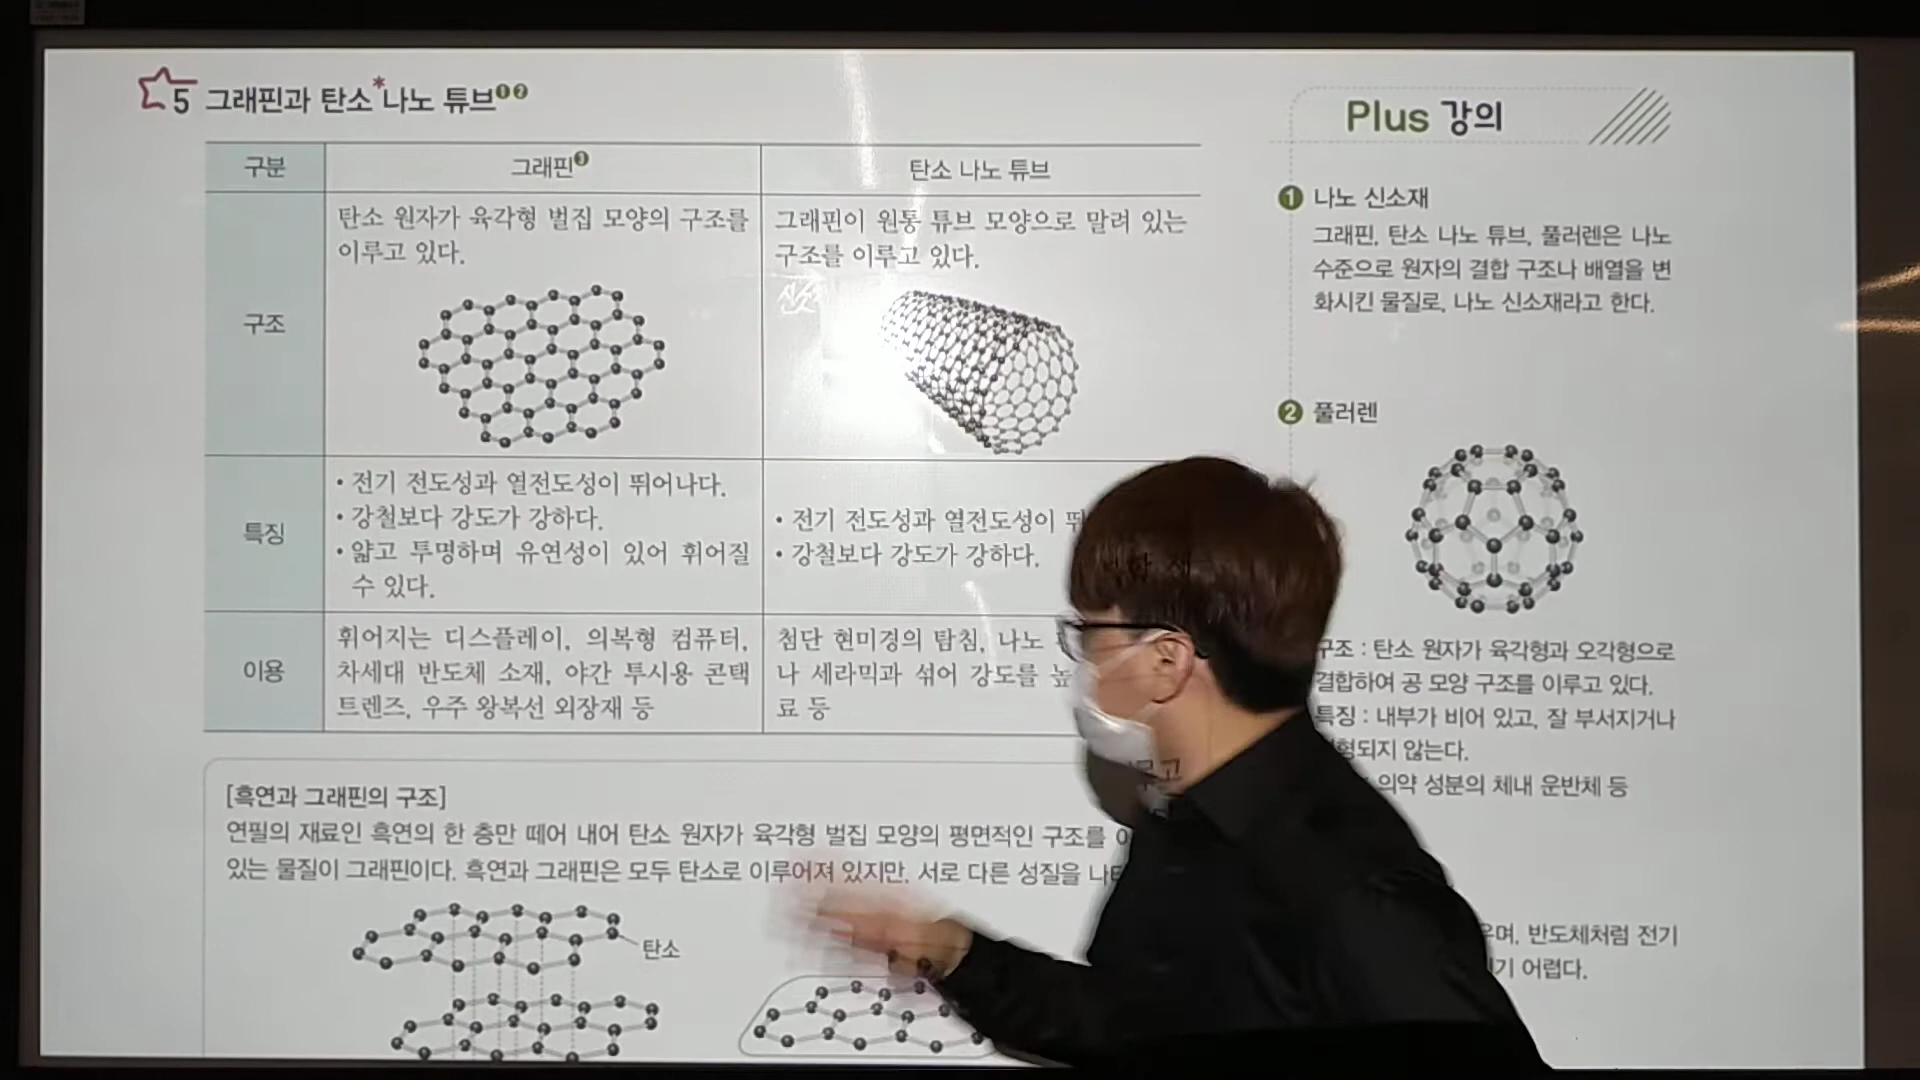 5 그래핀과 탄소*나노 튜브❶❷
구분
그래핀❸
탄소 나노 튜브
구조
탄소 원자가 육각형 벌집 모양의 구조를
이루고 있다.
그래핀이 원통 튜브 모양으로 말려 있는
구조를 이루고 있다.
특징
• 전기 전도성과 열전도성이 뛰어나다.
• 강철보다 강도가 강하다.
• 얇고 투명하며 유연성이 있어 휘어질
수 있다.
• 전기 전도성과 열전도성이
• 강철보다 강도가 강하다.
이용
휘어지는 디스플레이, 의복형 컴퓨터,
차세대 반도체 소재, 야간 투시용 콘택
트렌즈, 우주 왕복선 외장재 등
첨단 현미경의 탐침, 나노
나 세라믹과 섞어 강도를 높
료 등
[흑연과 그래핀의 구조]
연필의 재료인 흑연의 한 층만 떼어 내어 탄소 원자가 육각형 벌집 모양의 평면적인 구조를
있는 물질이 그래핀이다. 흑연과 그래핀은 모두 탄소로 이루어져 있지만, 서로 다른 성질을
탄소
Plus 강의
❶ 나노 신소재
그래핀, 탄소 나노 튜브, 풀러렌은 나노
수준으로 원자의 결합 구조나 배열을 변
화시킨 물질로, 나노 신소재라고 한다.
❷ 풀러렌
구조 : 탄소 원자가 육각형과 오각형으로
결합하여 공 모양 구조를 이루고 있다.
특징 : 내부가 비어 있고, 잘 부서지거나
형되지 않는다.
의약 성분의 체내 운반체 등
우며, 반도체처럼 전기
기 어렵다.